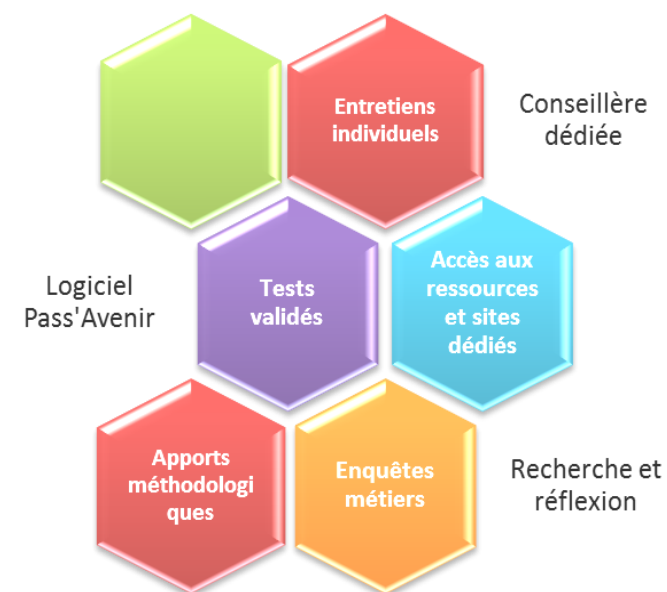 Entretiens
individuels
Conseillère
dédiée
Logiciel
Pass'Avenir
Tests
validés
Accès aux
ressources
et sites
dédiés
Apports
méthodologi
ques
Enquêtes
métiers
Recherche et
réflexion